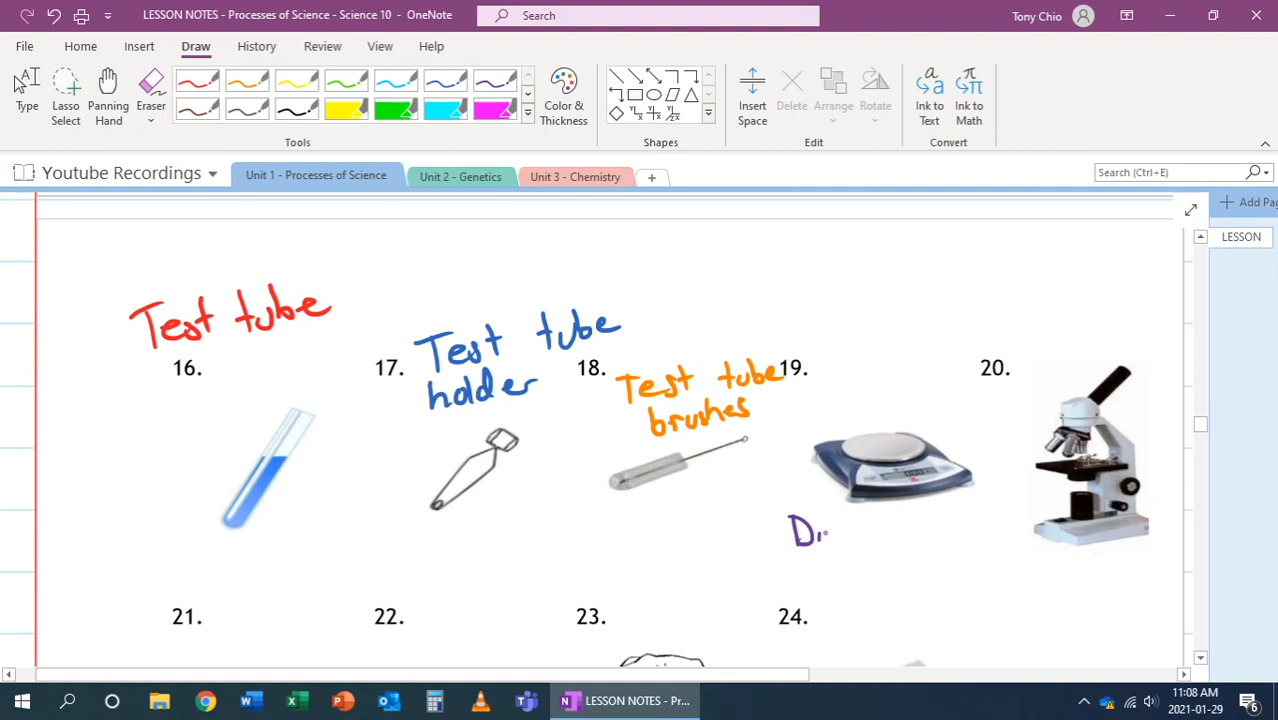 LESSON NOTES - Processes of Science - Science 10 - OneNote
Search
Tony Chio
File Home Insert Draw History Review View Help
Type
Lasso Select
Panning Hand
Eraser
Color & Thickness
Insert Space
Delete
Arrange
Rotate
Ink to Text
Ink to Math
Tools
Shapes
Edit
Convert
Youtube Recordings
Unit 1 - Processes of Science
Unit 2 - Genetics
Unit 3 - Chemistry
Search (Ctrl+E)
Add Pag
LESSON
Test tube
16.
17.
Test tube
holder
18.
Test tube
brushes
19.
20.
Di
21.
22.
23.
24.
LESSON NOTES - Pr...
11:08 AM
2021-01-29
6